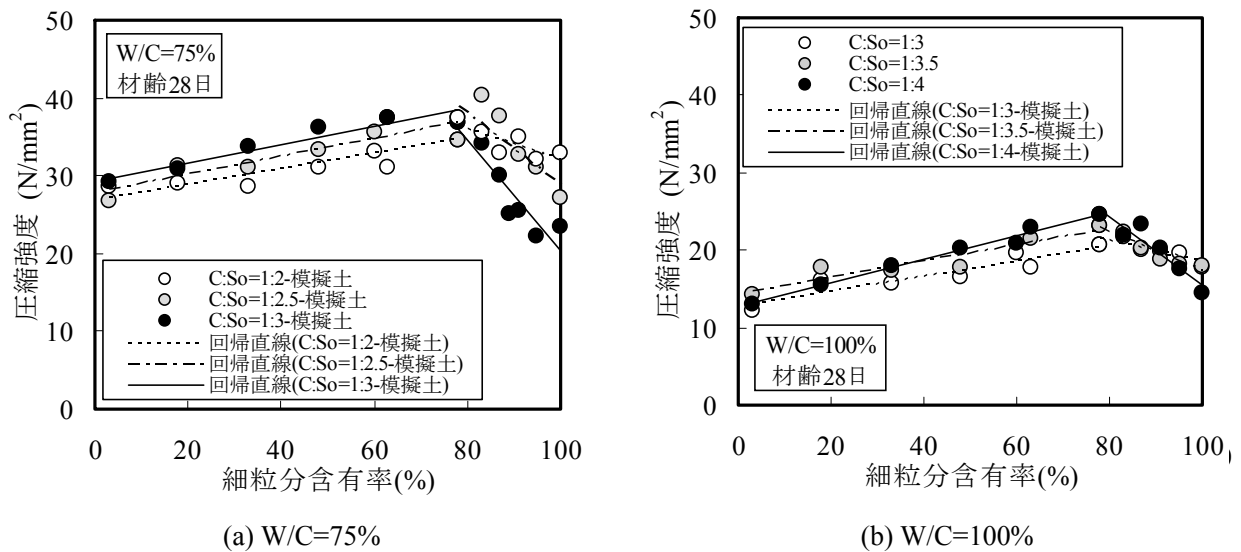 50
40
30
20
10
0
圧縮強度 (N/mm²)
W/C=75%
材齢28日
C:So=1:2-模擬土
C:So=1:2.5-模擬土
C:So=1:3-模擬土
回帰直線(C:So=1:2-模擬土)
回帰直線(C:So=1:2.5-模擬土)
回帰直線(C:So=1:3-模擬土)
0 20 40 60 80 100
細粒分含有率(%)
(a) W/C=75%
50
40
30
20
10
0
圧縮強度 (N/mm²)
C:So=1:3
C:So=1:3.5
C:So=1:4
回帰直線(C:So=1:3-模擬土)
回帰直線(C:So=1:3.5-模擬土)
回帰直線(C:So=1:4-模擬土)
W/C=100%
材齢28日
0 20 40 60 80 100
細粒分含有率(%)
(b) W/C=100%